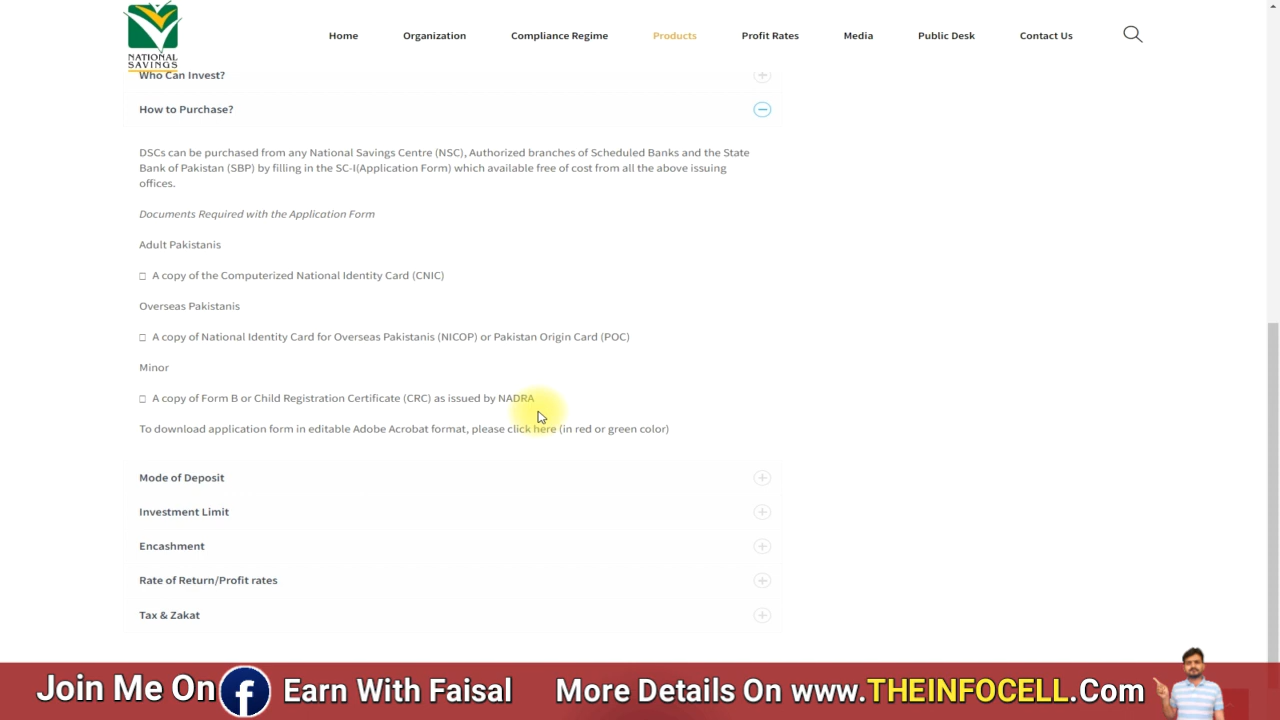 NATIONAL
SAVINGS
Home
Organization
Compliance Regime
Products
Profit Rates
Media
Public Desk
Contact Us
Who Can Invest?
How to Purchase?
DSCs can be purchased from any National Savings Centre (NSC), Authorized branches of Scheduled Banks and the State
Bank of Pakistan (SBP) by filling in the SC-I(Application Form) which available free of cost from all the above issuing
offices.
Documents Required with the Application Form
Adult Pakistanis
A copy of the Computerized National Identity Card (CNIC)
Overseas Pakistanis
A copy of National Identity Card for Overseas Pakistanis (NICOP) or Pakistan Origin Card (POC)
Minor
A copy of Form B or Child Registration Certificate (CRC) as issued by NADRA
To download application form in editable Adobe Acrobat format, please click here (in red or green color)
Mode of Deposit
Investment Limit
Encashment
Rate of Return/Profit rates
Tax & Zakat
Join Me On f Earn With Faisal More Details On www.THEINFOCELL.Com